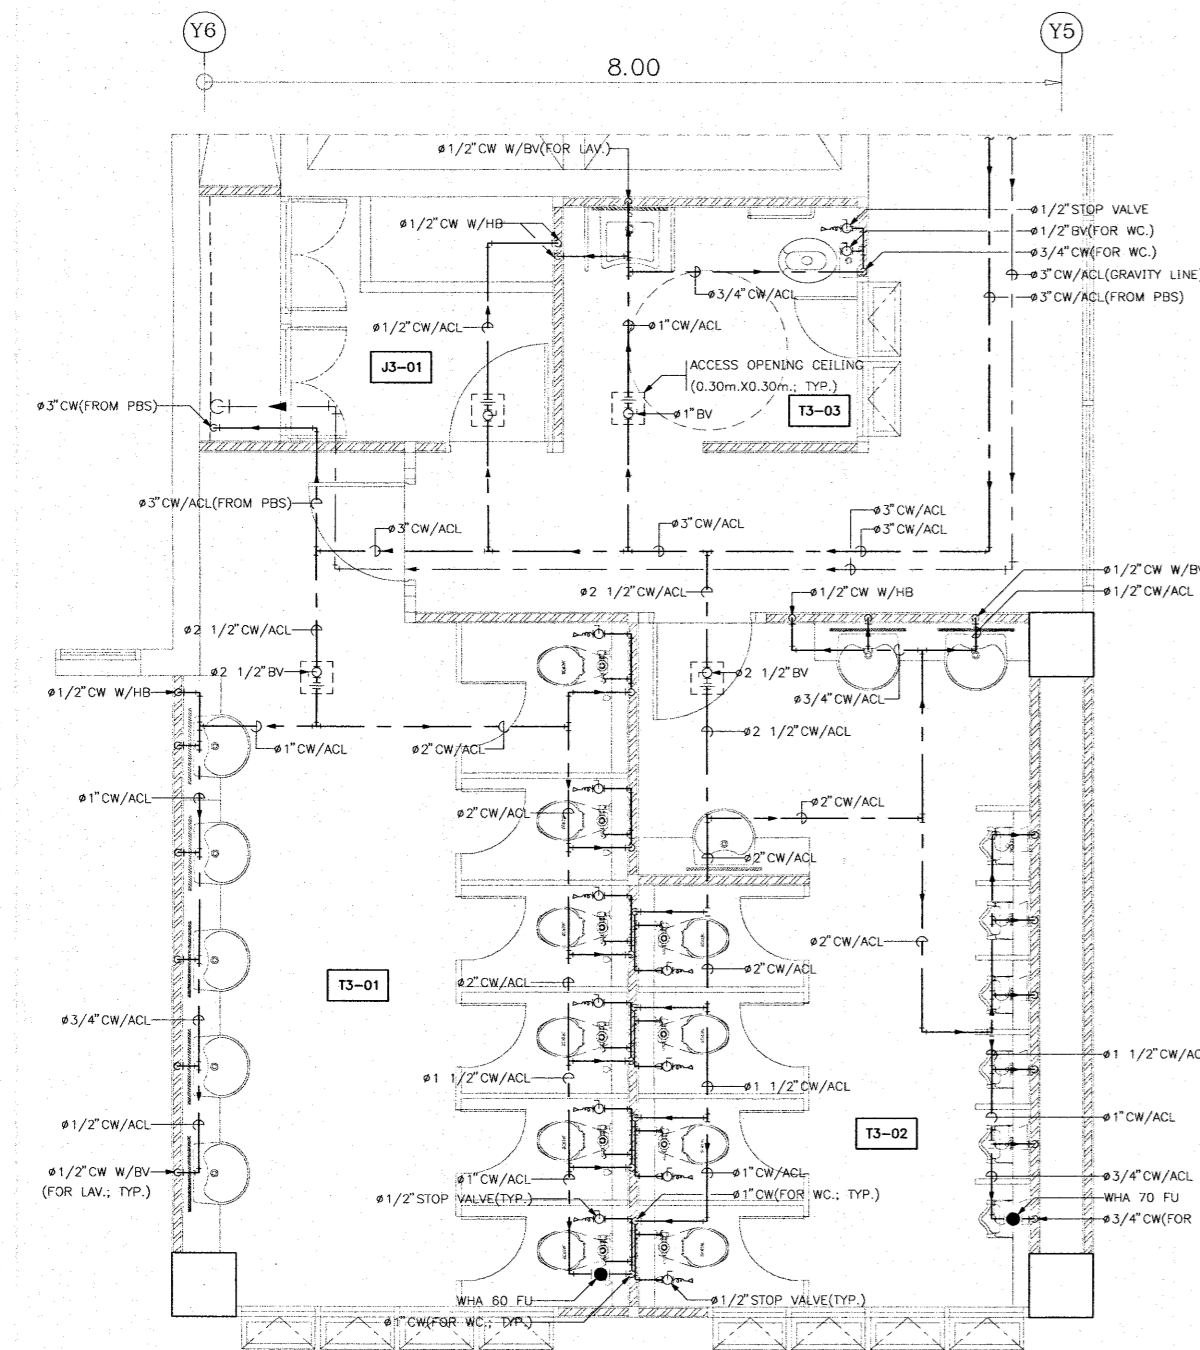 Y6
Y5
8.00
ø1/2"CW W/BV(FOR LAV.)
ø1/2"CW W/HB
ø1/2"STOP VALVE
ø1/2"BV(FOR WC.)
ø3/4"CW(FOR WC.)
ø3"CW/ACL(GRAVITY LINE)
ø3"CW/ACL(FROM PBS)
ø3/4"CW/ACL
ø1/2"CW/ACL
ø1"CW/ACL
J3-01
ACCESS OPENING CEILING
(0.30m.X0.30m.; TYP.)
T3-03
ø3"CW(FROM PBS)
ø1"BV
ø3"CW/ACL(FROM PBS)
ø3"CW/ACL
ø3"CW/ACL
ø3"CW/ACL
ø3"CW/ACL
ø1/2"CW W/BV
ø2 1/2"CW/ACL
ø1/2"CW W/HB
ø1/2"CW/ACL
ø2 1/2"CW/ACL
ø2 1/2"BV
ø2 1/2"BV
ø1/2"CW W/HB
ø3/4"CW/ACL
ø1"CW/ACL
ø2"CW/ACL
ø2 1/2"CW/ACL
ø1"CW/ACL
ø2"CW/ACL
ø2"CW/ACL
ø2"CW/ACL
ø2"CW/ACL
ø2"CW/ACL
ø2"CW/ACL
T3-01
ø3/4"CW/ACL
ø1 1/2"CW/AC
ø1 1/2"CW/ACL
ø1 1/2"CW/ACL
ø1"CW/ACL
ø1/2"CW/ACL
T3-02
ø1/2"CW W/BV
(FOR LAV.; TYP.)
ø1"CW/ACL
ø1"CW/ACL
ø3/4"CW/ACL
ø1/2"STOP VALVE(TYP.)
ø1"CW(FOR WC.; TYP.)
WHA 70 FU
ø3/4"CW(FOR
WHA 60 FU
ø1/2"STOP VALVE(TYP.)
ø1"CW(FOR WC.; TYP.)